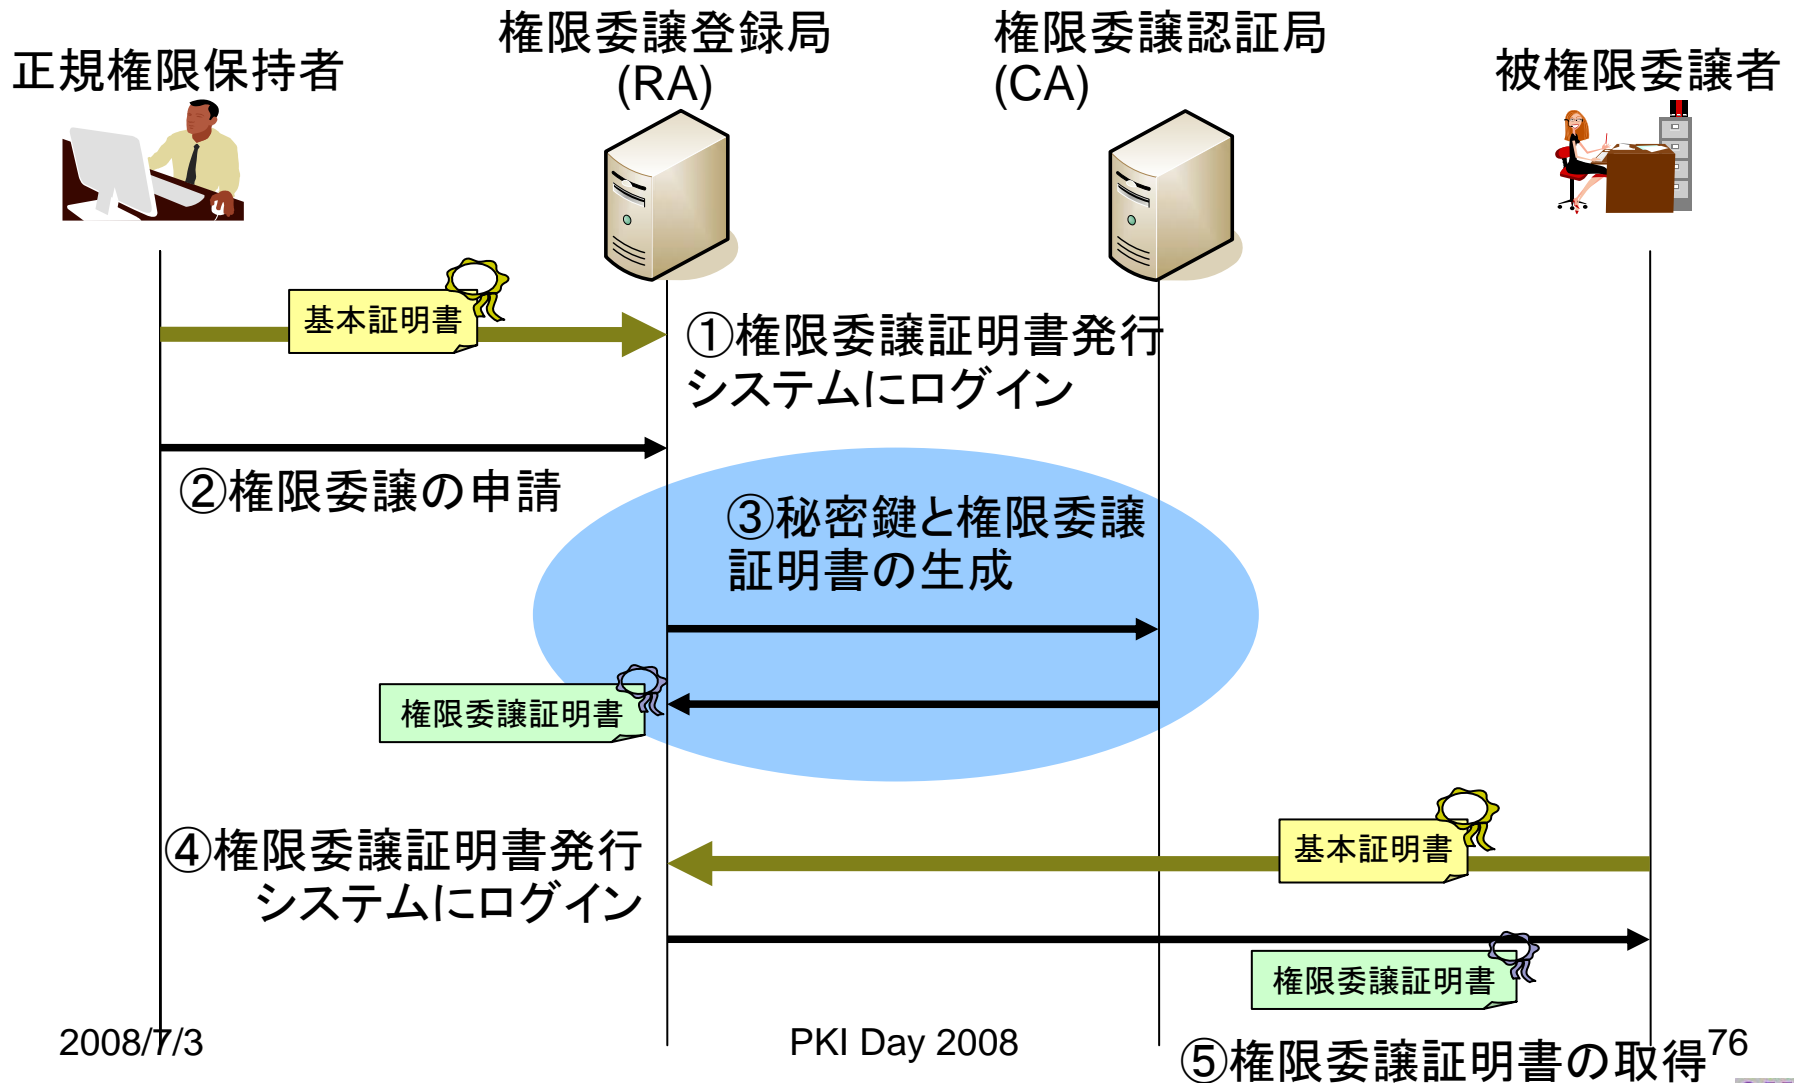 正規権限保持者
権限委譲登録局
(RA)
権限委譲認証局
(CA)
被権限委譲者
基本証明書
①権限委譲証明書発行
システムにログイン
②権限委譲の申請
③秘密鍵と権限委譲
証明書の生成
権限委譲証明書
④権限委譲証明書発行
システムにログイン
基本証明書
権限委譲証明書
⑤権限委譲証明書の取得
2008/7/3
PKI Day 2008
76